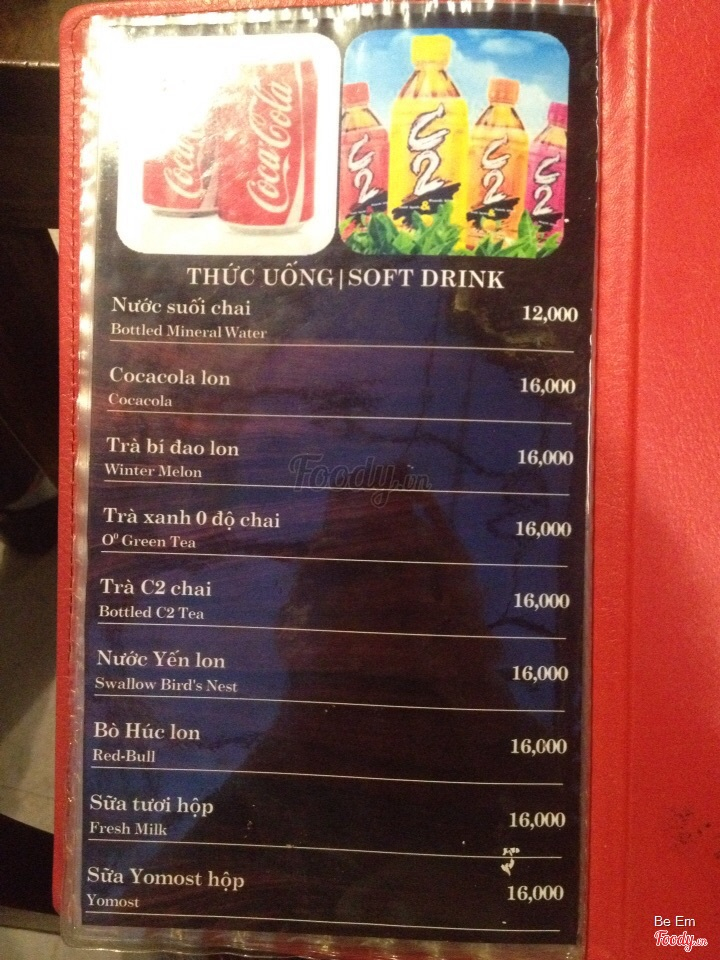 Coca-Cola
Coca-Cola
C2
C2
C2
C2
THỨC UỐNG | SOFT DRINK
Nước suối chai 12,000
Bottled Mineral Water
Cocacola lon 16,000
Cocacola
Trà bí đao lon 16,000
Winter Melon
Foody.vn
Trà xanh 0 độ chai 16,000
O⁰ Green Tea
Trà C2 chai 16,000
Bottled C2 Tea
Nước Yến lon 16,000
Swallow Bird's Nest
Bò Húc lon 16,000
Red-Bull
Sữa tươi hộp 16,000
Fresh Milk
Sữa Yomost hộp 16,000
Yomost
Be Em
Foody.vn